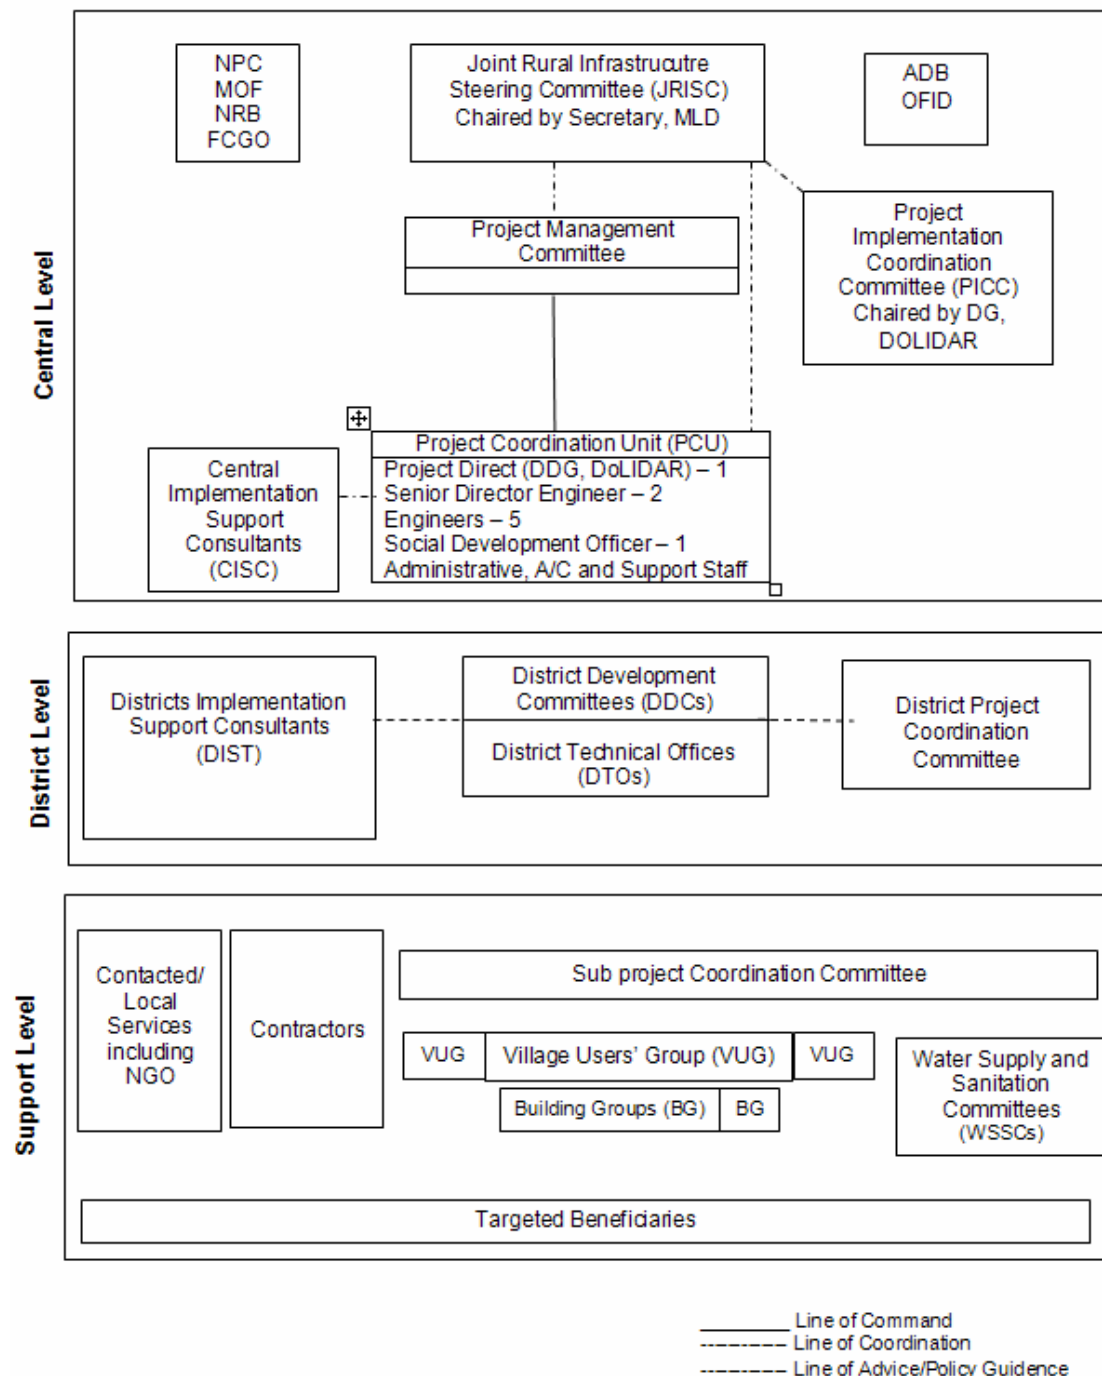 Central Level
NPC
MOF
NRB
FCGO
Joint Rural Infrastrucutre
Steering Committee (JRISC)
Chaired by Secretary, MLD
ADB
OFID
Project Management
Committee
Project
Implementation
Coordination
Committee (PICC)
Chaired by DG,
DOLIDAR
Central
Implementation
Support
Consultants
(CISC)
Project Coordination Unit (PCU)
Project Direct (DDG, DoLIDAR) – 1
Senior Director Engineer – 2
Engineers – 5
Social Development Officer – 1
Administrative, A/C and Support Staff
District Level
Districts Implementation
Support Consultants
(DIST)
District Development
Committees (DDCs)
District Technical Offices
(DTOs)
District Project
Coordination
Committee
Support Level
Contacted/
Local
Services
including
NGO
Contractors
Sub project Coordination Committee
VUG
Village Users' Group (VUG)
VUG
Building Groups (BG)
BG
Water Supply and
Sanitation
Committees
(WSSCs)
Targeted Beneficiaries
Line of Command
Line of Coordination
Line of Advice/Policy Guidence